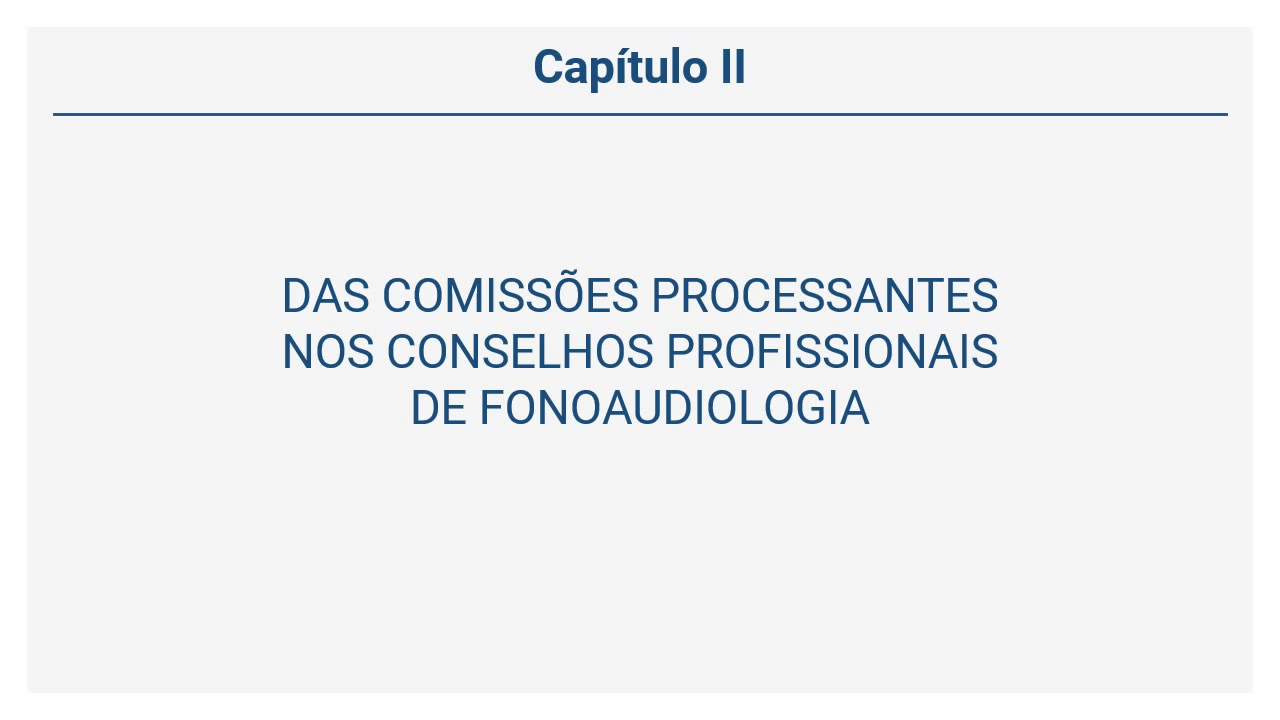 Capítulo II
DAS COMISSÕES PROCESSANTES
NOS CONSELHOS PROFISSIONAIS
DE FONOAUDIOLOGIA